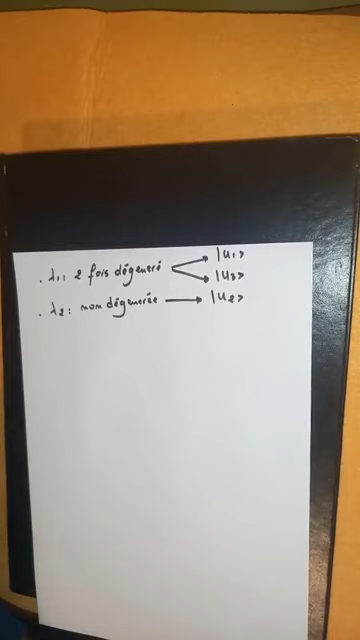 . λ₁: 2 fois dégeneré → |u₁>
→ |u₃>
. λ₂: non dégenerée → |u₂>